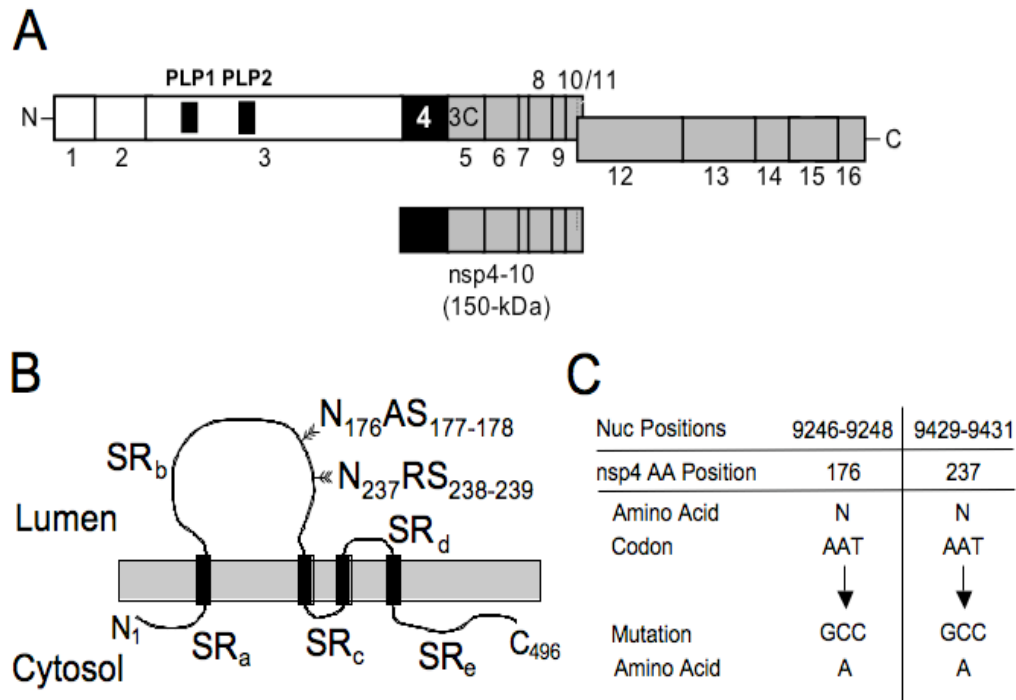 A
PLP1 PLP2
8 10/11
N
4 3C
C
1 2 3 5 6 7 9
12 13 14 15 16
nsp4-10
(150-kDa)
B
N176AS177-178
SRb
N237RS238-239
Lumen
SRd
N1
SRa SRc SRe C496
Cytosol
C
Nuc Positions 9246-9248 9429-9431
nsp4 AA Position 176 237
Amino Acid N N
Codon AAT AAT
Mutation GCC GCC
Amino Acid A A